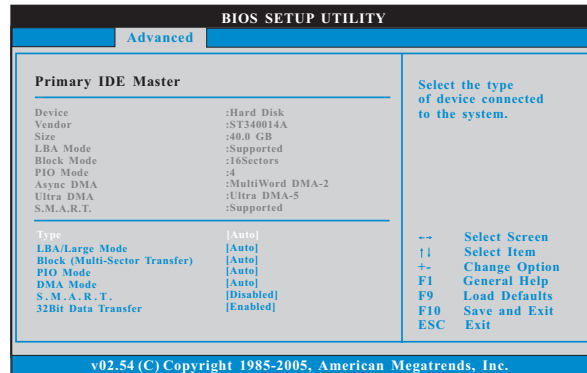 BIOS SETUP UTILITY
Advanced
Primary IDE Master
Device :Hard Disk
Vendor :ST340014A
Size :40.0 GB
LBA Mode :Supported
Block Mode :16Sectors
PIO Mode :4
Async DMA :MultiWord DMA-2
Ultra DMA :Ultra DMA-5
S.M.A.R.T. :Supported
Type [Auto]
LBA/Large Mode [Auto]
Block (Multi-Sector Transfer) [Auto]
PIO Mode [Auto]
DMA Mode [Auto]
S.M.A.R.T. [Disabled]
32Bit Data Transfer [Enabled]
Select the type
of device connected
to the system.
←→ Select Screen
↑↓ Select Item
+- Change Option
F1 General Help
F9 Load Defaults
F10 Save and Exit
ESC Exit
v02.54 (C) Copyright 1985-2005, American Megatrends, Inc.